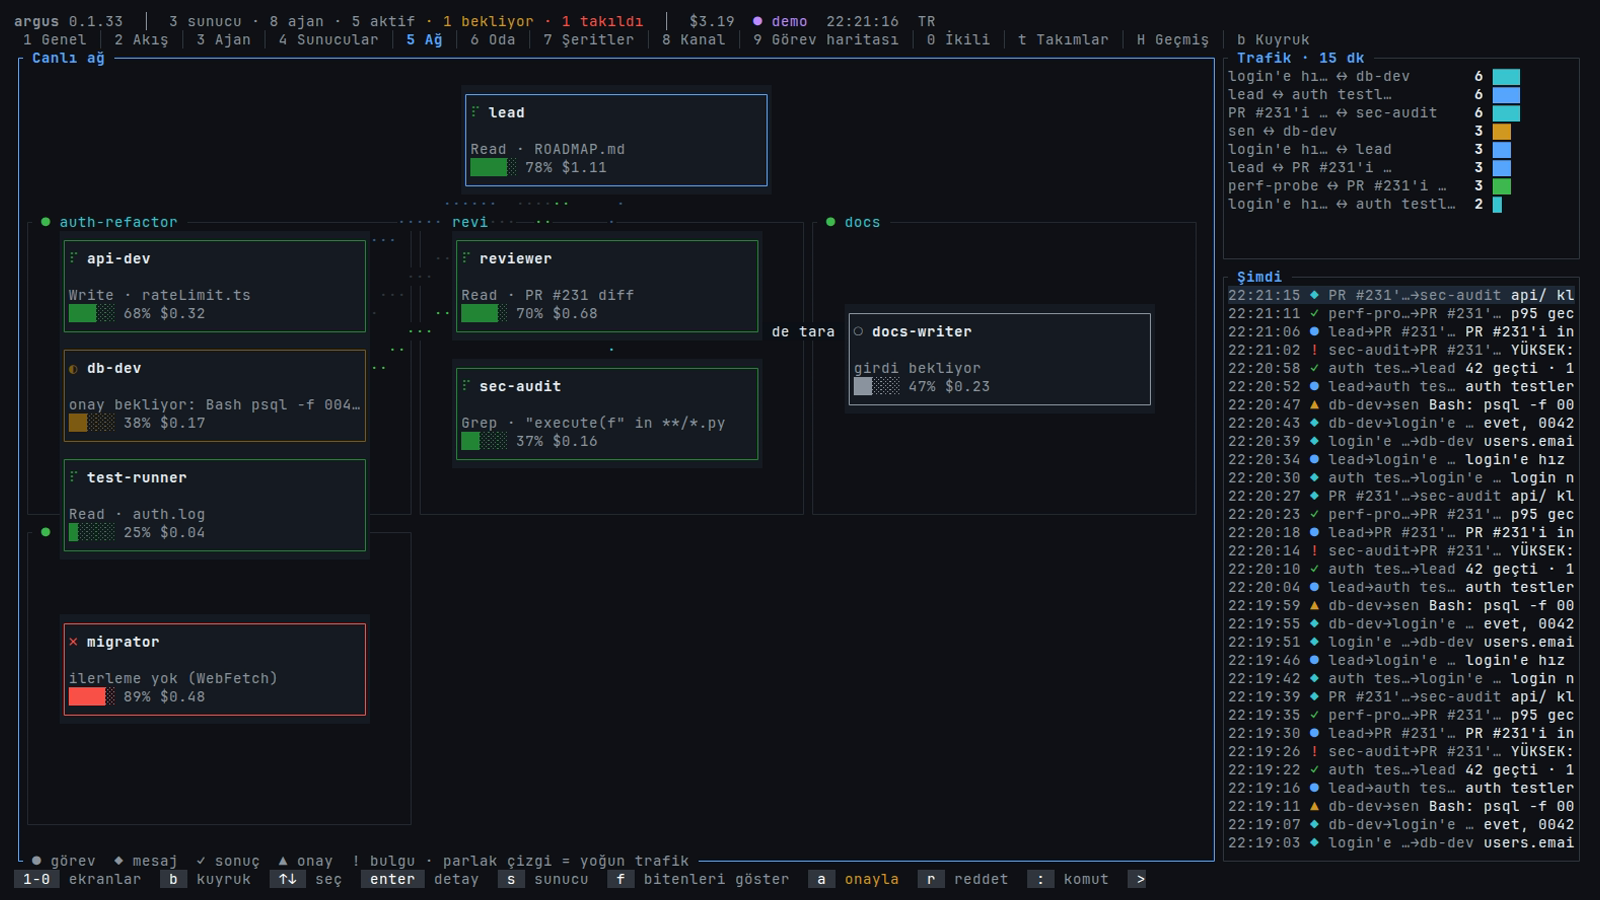 argus 0.1.33 │ 3 sunucu · 8 ajan · 5 aktif · 1 bekliyor · 1 takıldı │ $3.19 ● demo 22:21:16 TR
1 Genel │ 2 Akış │ 3 Ajan │ 4 Sunucular │ 5 Ağ │ 6 Oda │ 7 Şeritler │ 8 Kanal │ 9 Görev haritası │ 0 İkili │ t Takımlar │ H Geçmiş │ b Kuyruk
Canlı ağ
lead
Read · ROADMAP.md
78% $1.11
auth-refactor
api-dev
Write · rateLimit.ts
68% $0.32
db-dev
onay bekliyor: Bash psql -f 004…
38% $0.17
test-runner
Read · auth.log
25% $0.04
revi
reviewer
Read · PR #231 diff
70% $0.68
de tara
sec-audit
Grep · "execute(f" in **/*.py
37% $0.16
docs
docs-writer
girdi bekliyor
47% $0.23
migrator
ilerleme yok (WebFetch)
89% $0.48
● görev ◆ mesaj ✓ sonuç ▲ onay ! bulgu · parlak çizgi = yoğun trafik
Trafik · 15 dk
login'e hı… ↔ db-dev 6
lead ↔ auth testl… 6
PR #231'i … ↔ sec-audit 6
sen ↔ db-dev 3
login'e hı… ↔ lead 3
lead ↔ PR #231'i … 3
perf-probe ↔ PR #231'i … 3
login'e hı… ↔ auth testl… 2
Şimdi
22:21:15 ◆ PR #231'…→sec-audit api/ kl
22:21:11 ✓ perf-pro…→PR #231'… p95 gec
22:21:06 ● lead→PR #231'… PR #231'i in
22:21:02 ! sec-audit→PR #231'… YÜKSEK:
22:20:58 ✓ auth tes…→lead 42 geçti · 1
22:20:52 ● lead→auth tes… auth testler
22:20:47 ▲ db-dev→sen Bash: psql -f 00
22:20:43 ◆ db-dev→login'e … evet, 0042
22:20:39 ◆ login'e …→db-dev users.emai
22:20:34 ● lead→login'e … login'e hız
22:20:30 ◆ auth tes…→login'e … login n
22:20:27 ◆ PR #231'…→sec-audit api/ kl
22:20:23 ✓ perf-pro…→PR #231'… p95 gec
22:20:18 ● lead→PR #231'… PR #231'i in
22:20:14 ! sec-audit→PR #231'… YÜKSEK:
22:20:10 ✓ auth tes…→lead 42 geçti · 1
22:20:04 ● lead→auth tes… auth testler
22:19:59 ▲ db-dev→sen Bash: psql -f 00
22:19:55 ◆ db-dev→login'e … evet, 0042
22:19:51 ◆ login'e …→db-dev users.emai
22:19:46 ● lead→login'e … login'e hız
22:19:42 ◆ auth tes…→login'e … login n
22:19:39 ◆ PR #231'…→sec-audit api/ kl
22:19:35 ✓ perf-pro…→PR #231'… p95 gec
22:19:30 ● lead→PR #231'… PR #231'i in
22:19:26 ! sec-audit→PR #231'… YÜKSEK:
22:19:22 ✓ auth tes…→lead 42 geçti · 1
22:19:16 ● lead→auth tes… auth testler
22:19:11 ▲ db-dev→sen Bash: psql -f 00
22:19:07 ◆ db-dev→login'e … evet, 0042
22:19:03 ◆ login'e …→db-dev users.emai
1-0 ekranlar b kuyruk ↑↓ seç enter detay s sunucu f bitenleri göster a onayla r reddet : komut >